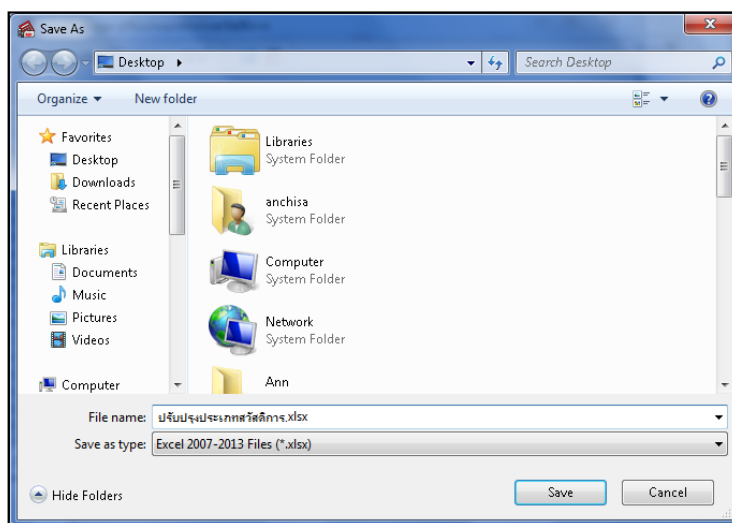 Save As
Desktop
Search Desktop
Organize
New folder
Favorites
Desktop
Downloads
Recent Places
Libraries
Documents
Music
Pictures
Videos
Computer
Libraries
System Folder
anchisa
System Folder
Computer
System Folder
Network
System Folder
Ann
File name: ปรับปรุงประเภทสวัสดิการ.xlsx
Save as type: Excel 2007-2013 Files (*.xlsx)
Hide Folders
Save
Cancel